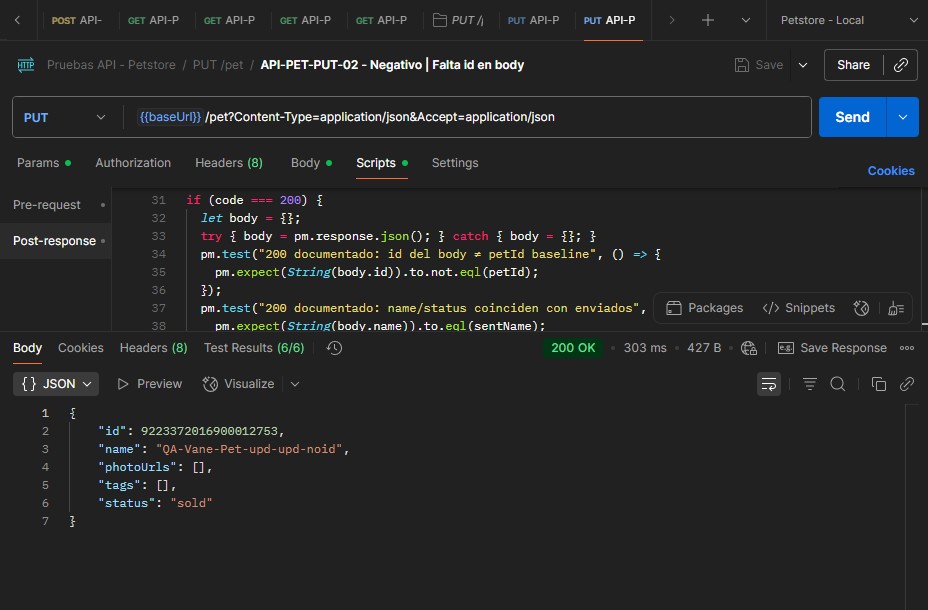 POST API-
GET API-P
GET API-P
GET API-P
GET API-P
PUT /
PUT API-P
PUT API-P
Petstore - Local
HTTP Pruebas API - Petstore / PUT /pet / API-PET-PUT-02 - Negativo | Falta id en body
Save
Share
PUT
{{baseUrl}} /pet?Content-Type=application/json&Accept=application/json
Send
Params
Authorization
Headers (8)
Body
Scripts
Settings
Cookies
Pre-request
Post-response
31 if (code === 200) {
32 let body = {};
33 try { body = pm.response.json(); } catch { body = {}; }
34 pm.test("200 documentado: id del body ≠ petId baseline", () => {
35 pm.expect(String(body.id)).to.not.eql(petId);
36 });
37 pm.test("200 documentado: name/status coinciden con enviados",
38 pm.expect(String(body.name)).to.eql(sentName);
Packages
Snippets
Body
Cookies
Headers (8)
Test Results (6/6)
200 OK
303 ms
427 B
e.g. Save Response
{} JSON
Preview
Visualize
1 {
2 "id": 9223372016900012753,
3 "name": "QA-Vane-Pet-upd-upd-noid",
4 "photoUrls": [],
5 "tags": [],
6 "status": "sold"
7 }